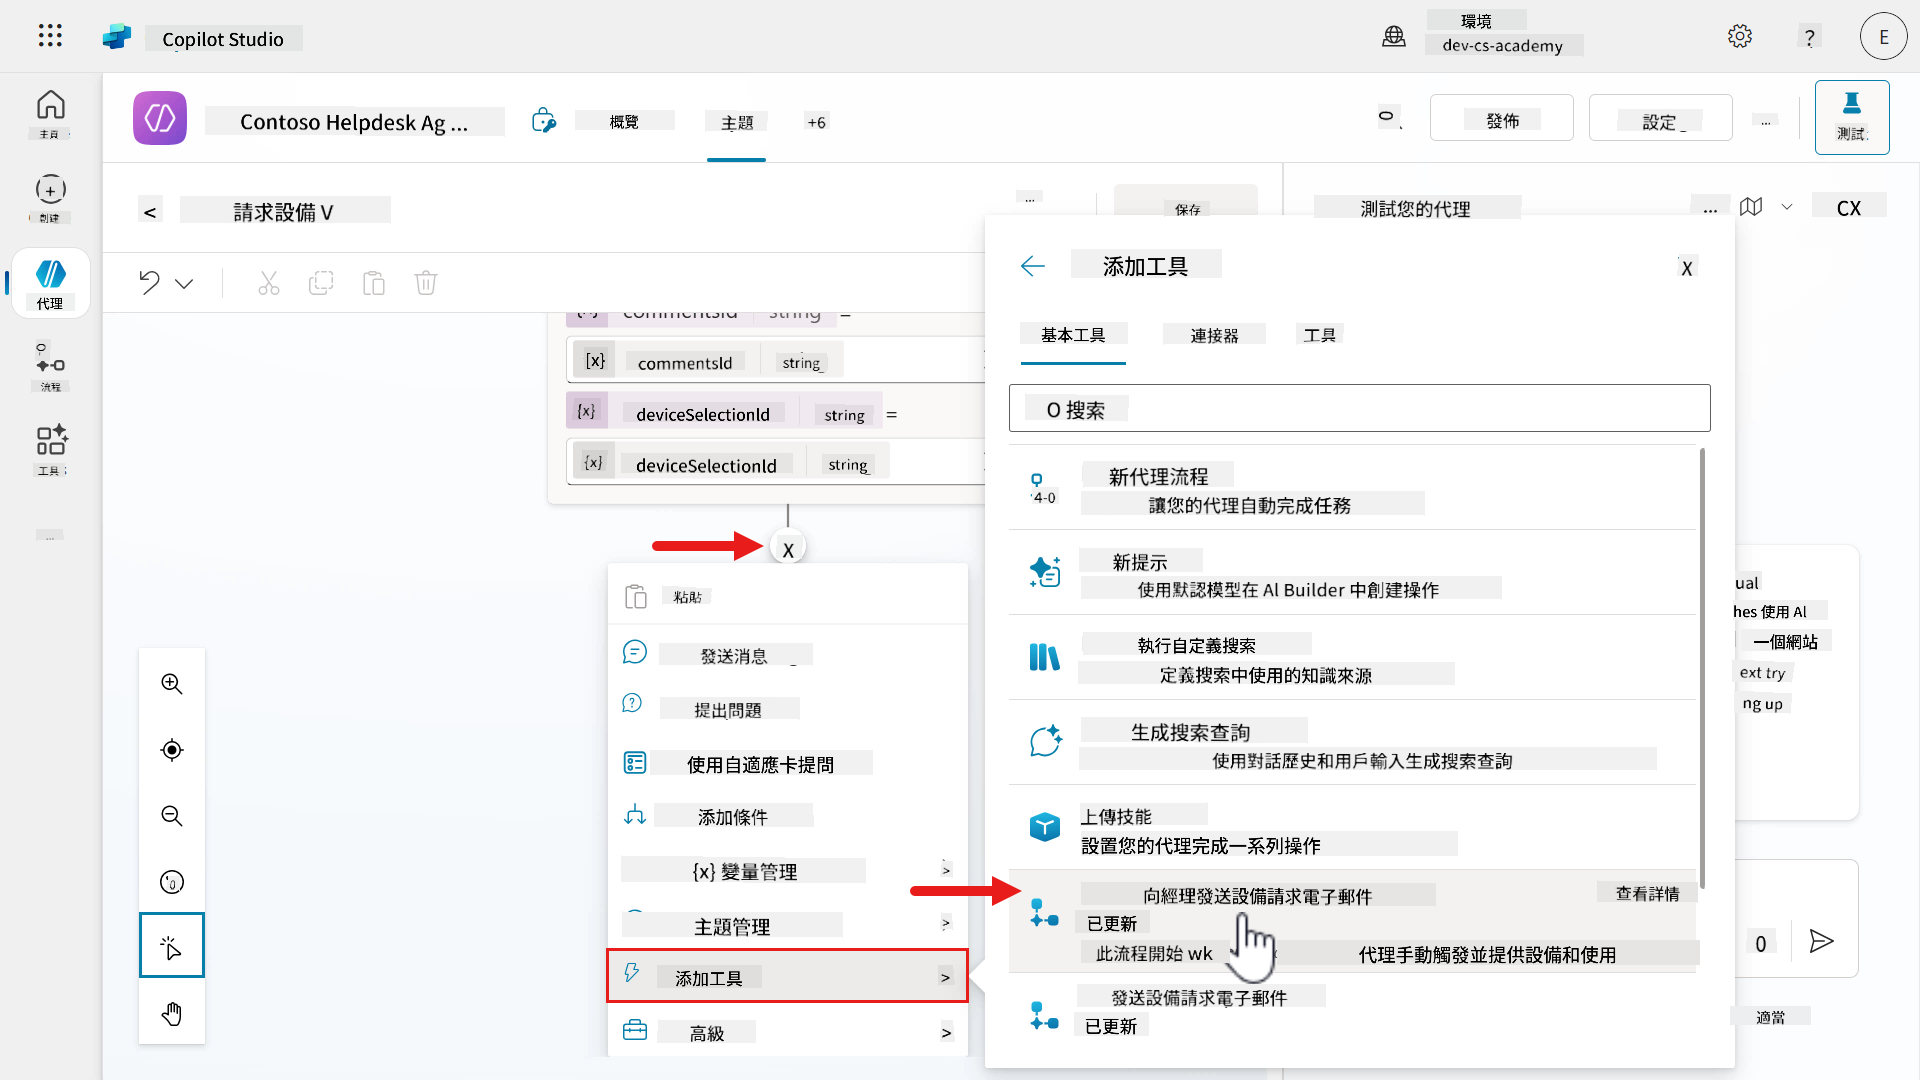 Copilot Studio
環境
dev-cs-academy
?
E
主頁
創建
代理
流程
工具
...
Contoso Helpdesk Ag ...
概覽
主題
+6
發佈
設定
...
測試
<
請求設備 V
...
保存
測試您的代理
...
CX
commentsId string =
[x} commentsId string
{x} deviceSelectionId string =
{x} deviceSelectionId string
X
粘貼
發送消息
提出問題
使用自適應卡提問
添加條件
{x} 變量管理 >
主題管理 >
添加工具 >
高級 >
添加工具
X
基本工具
連接器
工具
O 搜索
新代理流程
讓您的代理自動完成任務
新提示
使用默認模型在 Al Builder 中創建操作
執行自定義搜索
定義搜索中使用的知識來源
生成搜索查詢
使用對話歷史和用戶輸入生成搜索查詢
上傳技能
設置您的代理完成一系列操作
向經理發送設備請求電子郵件
查看詳情
已更新
此流程開始 wk 代理手動觸發並提供設備和使用
發送設備請求電子郵件
已更新
ual
hes 使用 Al
一個網站
ext try
ng up
0
適當